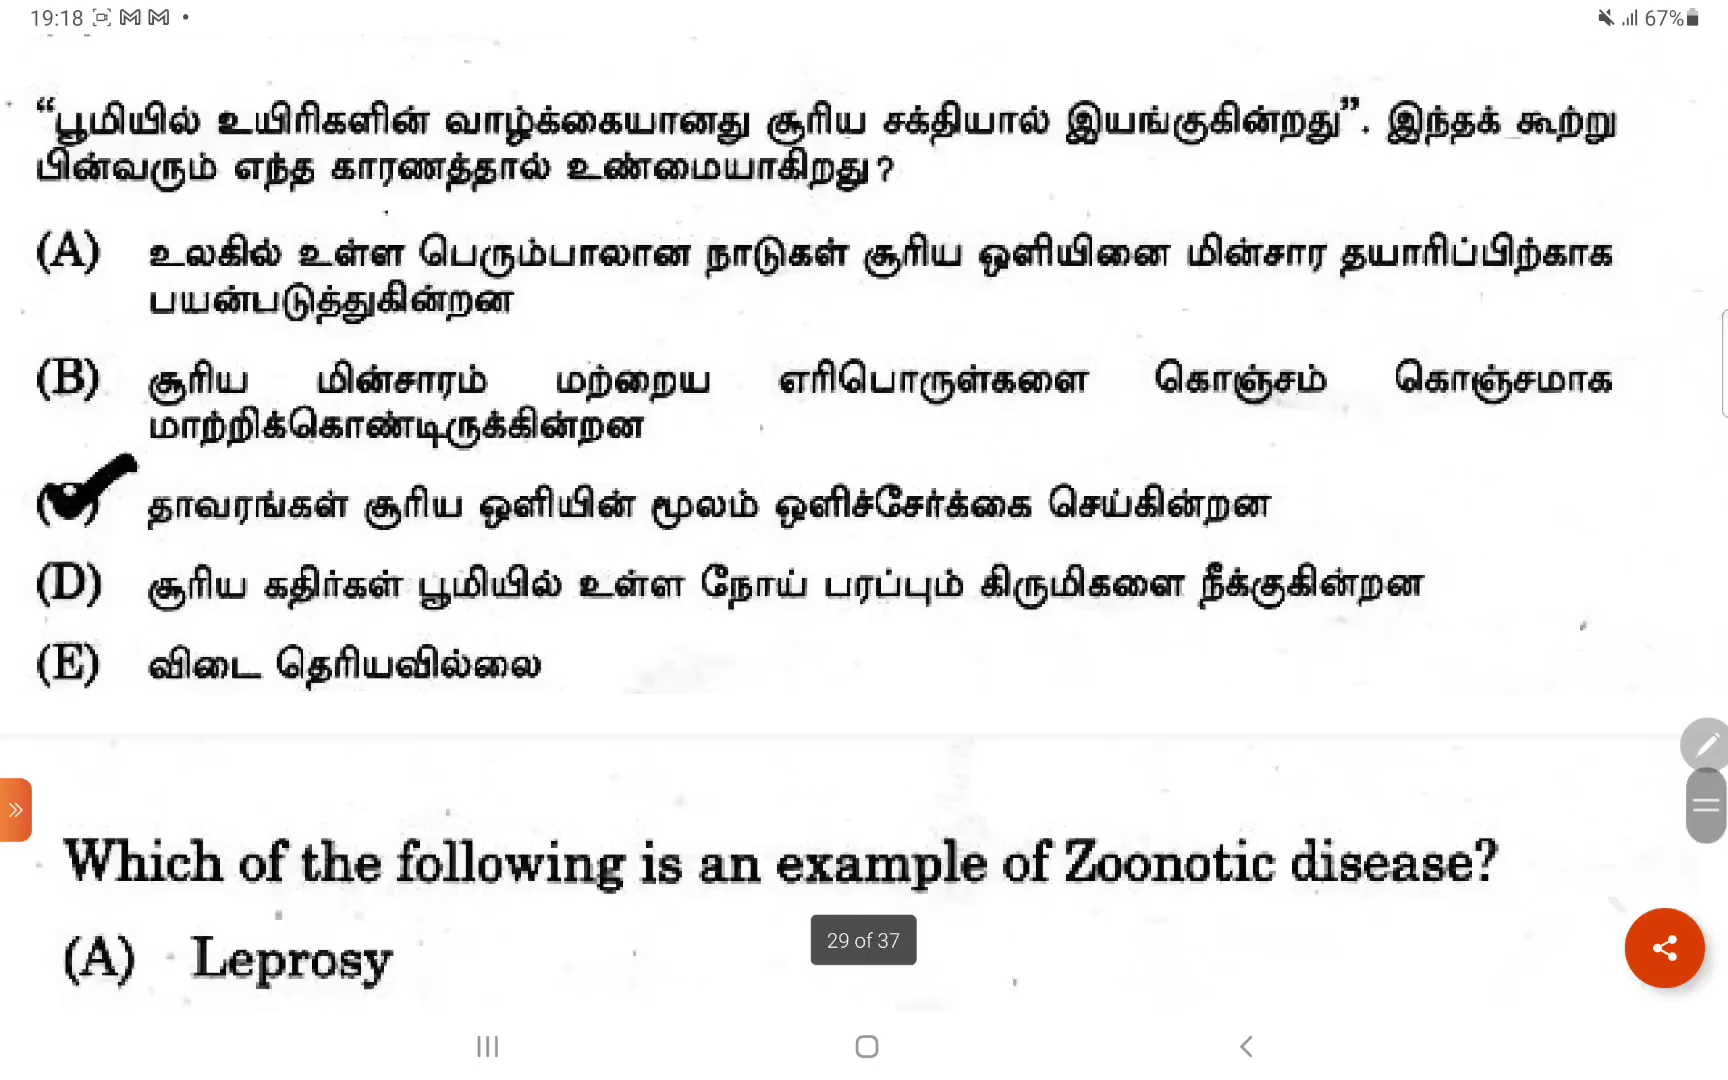 19:18
67%
“பூமியில் உயிரிகளின் வாழ்க்கையானது சூரிய சக்தியால் இயங்குகின்றது”. இந்தக் கூற்று
பின்வரும் எந்த காரணத்தால் உண்மையாகிறது?
(A) உலகில் உள்ள பெரும்பாலான நாடுகள் சூரிய ஒளியினை மின்சார தயாரிப்பிற்காக
பயன்படுத்துகின்றன
(B) சூரிய மின்சாரம் மற்றைய எரிபொருள்களை கொஞ்சம் கொஞ்சமாக
மாற்றிக்கொண்டிருக்கின்றன
தாவரங்கள் சூரிய ஒளியின் மூலம் ஒளிச்சேர்க்கை செய்கின்றன
(D) சூரிய கதிர்கள் பூமியில் உள்ள நோய் பரப்பும் கிருமிகளை நீக்குகின்றன
(E) விடை தெரியவில்லை
Which of the following is an example of Zoonotic disease?
(A) Leprosy
29 of 37